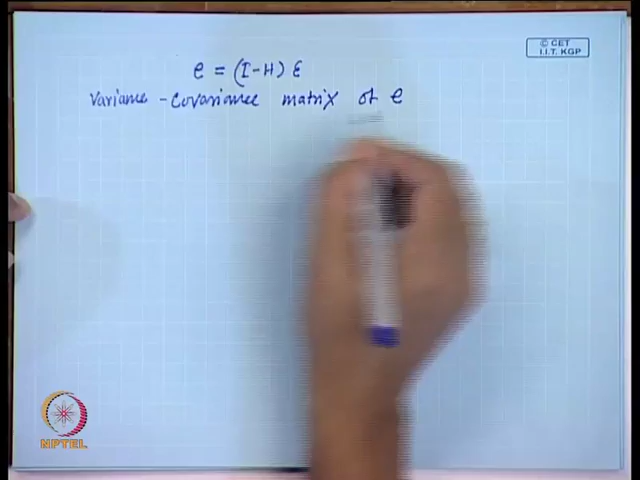 © CET
I.I.T. KGP
e = (I-H) ε
Variance - Covariance matrix of e
NPTEL